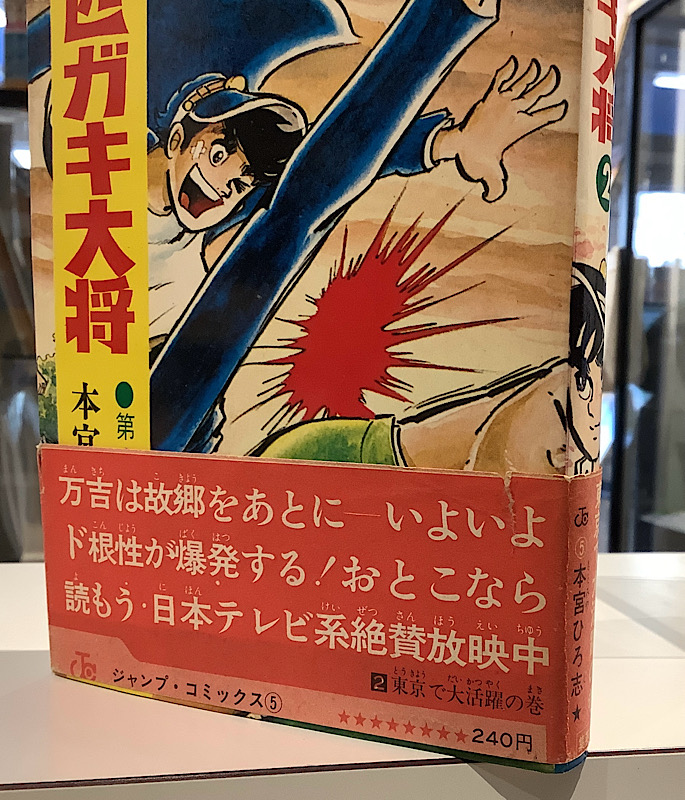 匹ガキ大将
●第
本宮
キ大将
2
万吉は故郷をあとに―いよいよ
ド根性が爆発する!おとこなら
読もう・日本テレビ系絶賛放映中
2東京で大活躍の巻
JC
ジャンプ・コミックス⑤
★★★★★★★★★240円
JC
⑤本宮ひろ志★